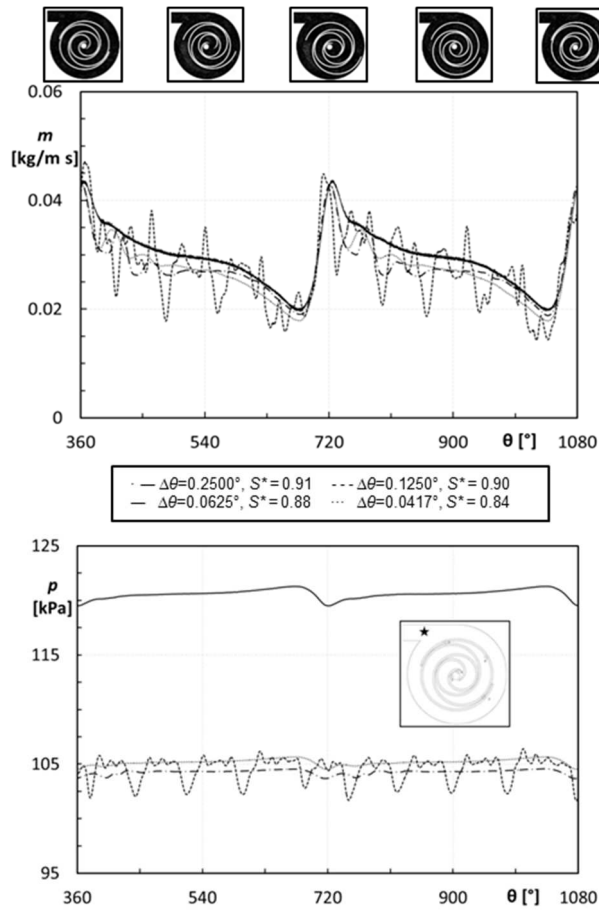 0.06
m
[kg/m s]
0.04
0.02
0
360 540 720 900 θ [°] 1080
Δθ=0.2500°, S* = 0.91 Δθ=0.1250°, S* = 0.90
Δθ=0.0625°, S* = 0.88 Δθ=0.0417°, S* = 0.84
125
p
[kPa]
115
105
95
360 540 720 900 θ [°] 1080